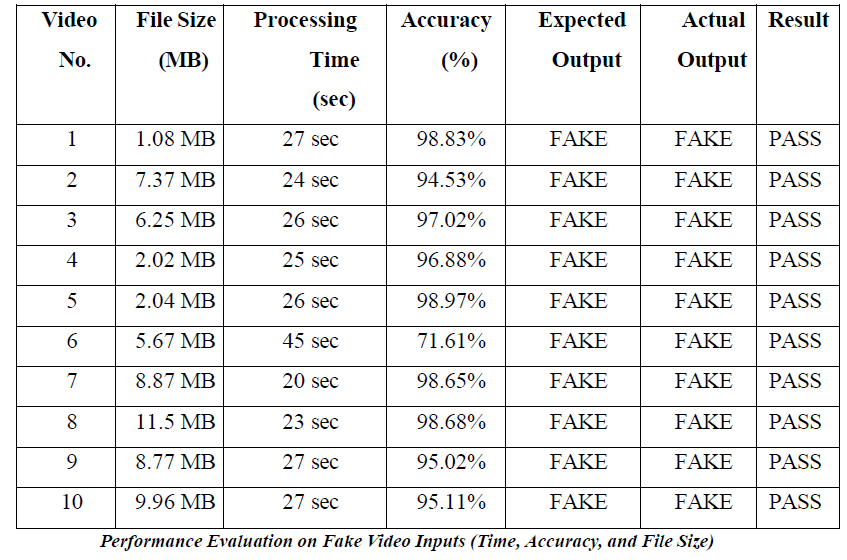 Video No. File Size (MB) Processing Time (sec) Accuracy (%) Expected Output Actual Output Result
1 1.08 MB 27 sec 98.83% FAKE FAKE PASS
2 7.37 MB 24 sec 94.53% FAKE FAKE PASS
3 6.25 MB 26 sec 97.02% FAKE FAKE PASS
4 2.02 MB 25 sec 96.88% FAKE FAKE PASS
5 2.04 MB 26 sec 98.97% FAKE FAKE PASS
6 5.67 MB 45 sec 71.61% FAKE FAKE PASS
7 8.87 MB 20 sec 98.65% FAKE FAKE PASS
8 11.5 MB 23 sec 98.68% FAKE FAKE PASS
9 8.77 MB 27 sec 95.02% FAKE FAKE PASS
10 9.96 MB 27 sec 95.11% FAKE FAKE PASS
Performance Evaluation on Fake Video Inputs (Time, Accuracy, and File Size)